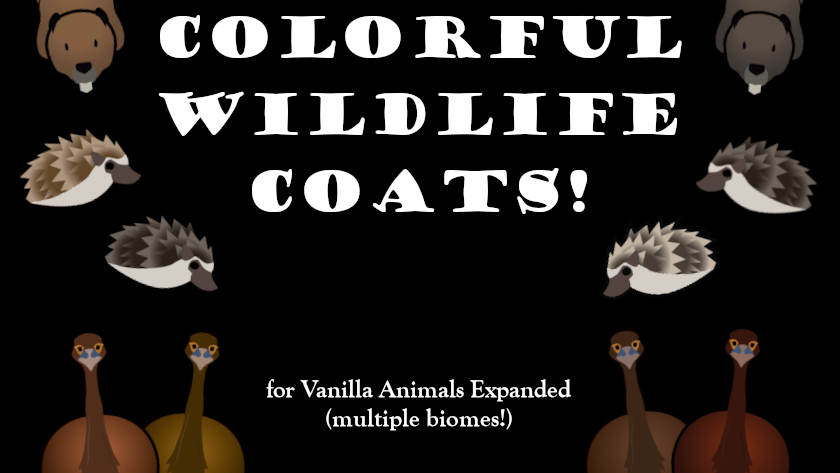 COLORFUL
WILDLIFE
COATS!
for Vanilla Animals Expanded
(multiple biomes!)